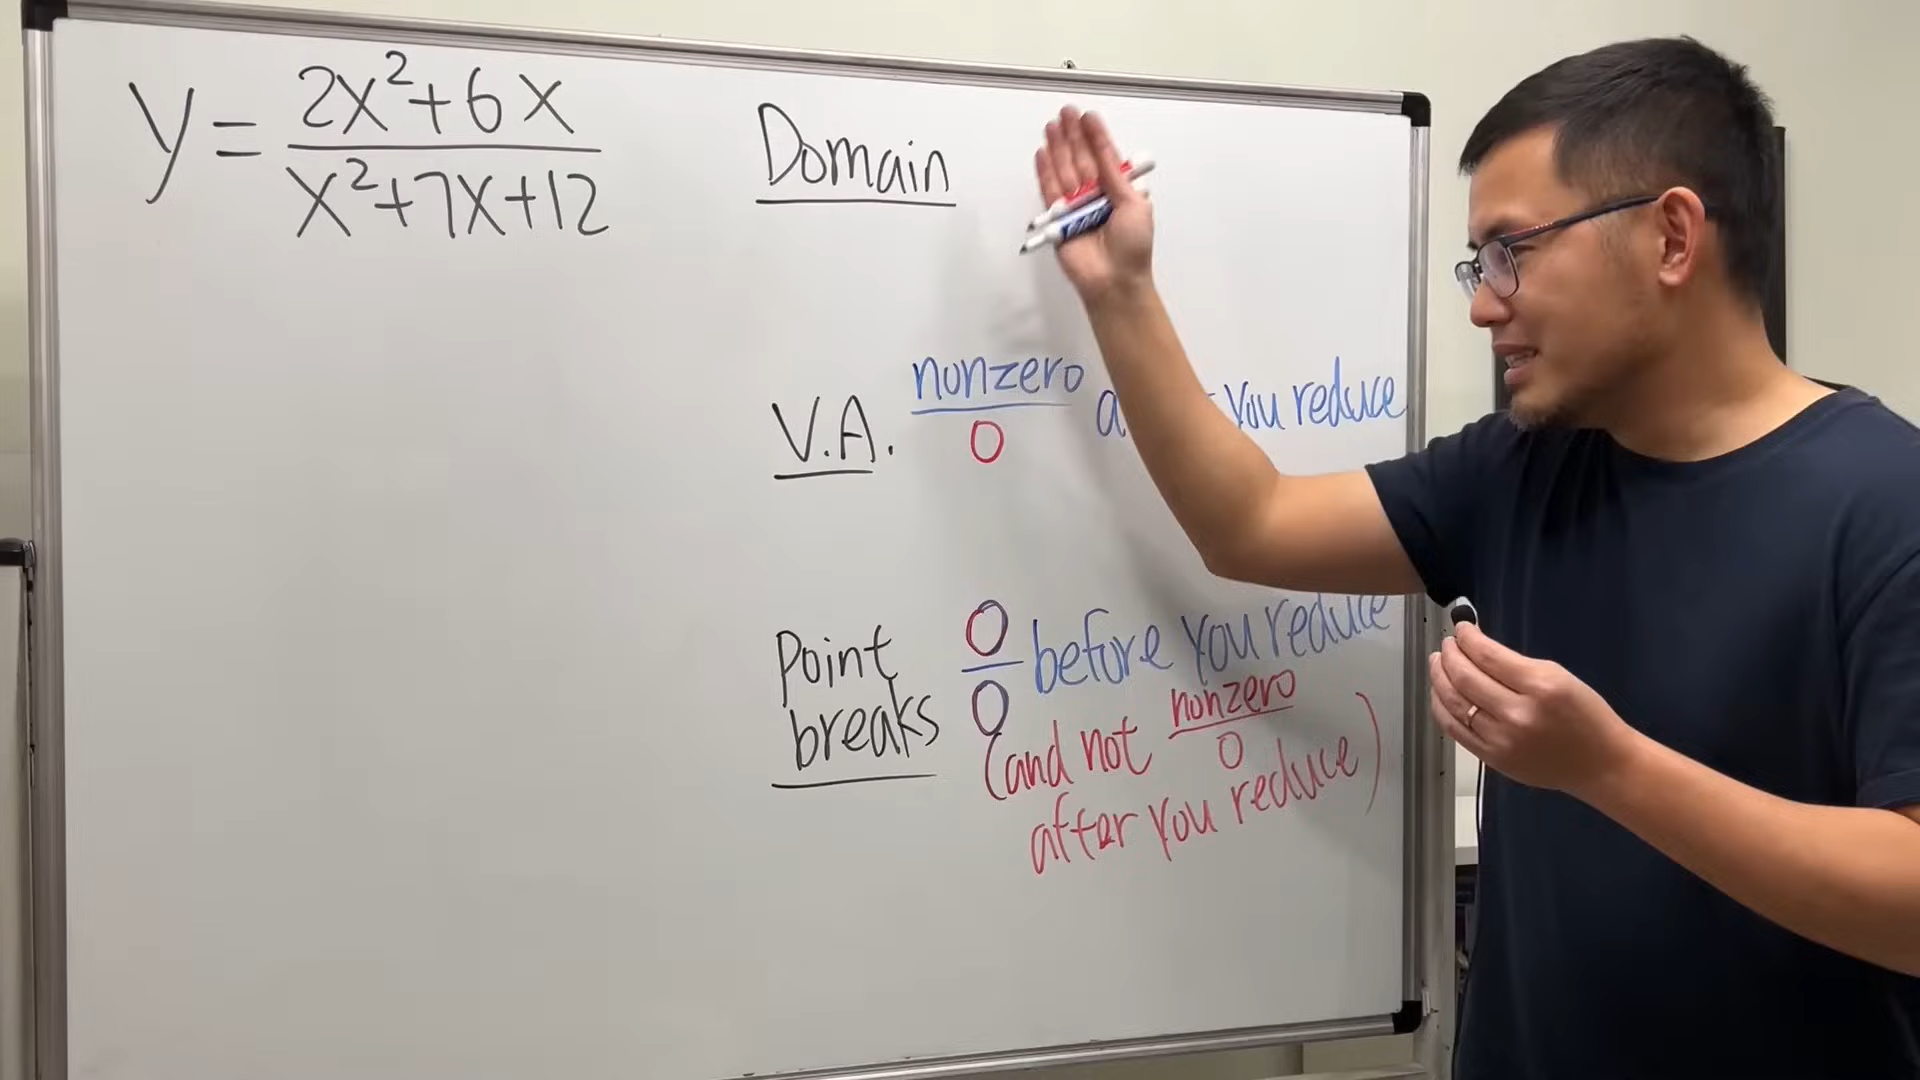 y = 2x²+6x / x²+7x+12
Domain
V.A. nonzero / 0 you reduce
Point breaks 0 / 0 before you reduce
(and not nonzero / 0
after you reduce)